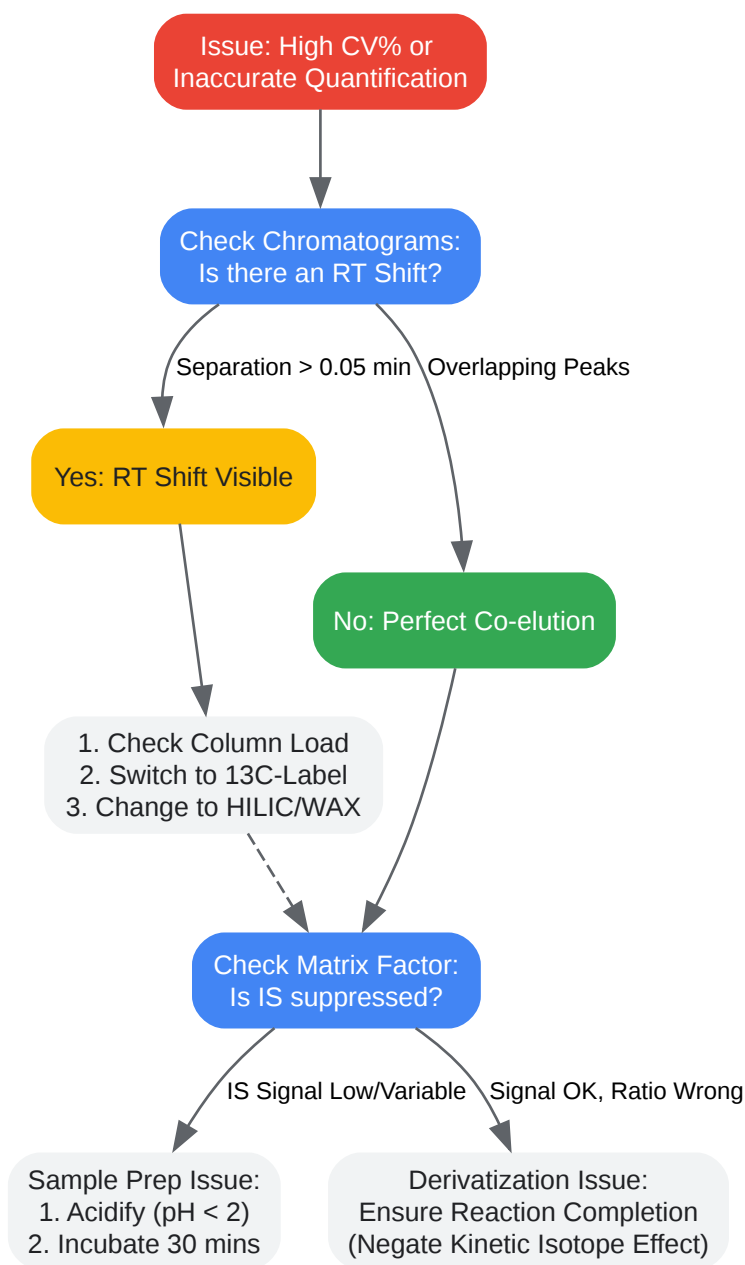 Issue: High CV% or
Inaccurate Quantification
Check Chromatograms:
Is there an RT Shift?
Separation > 0.05 min
Overlapping Peaks
Yes: RT Shift Visible
No: Perfect Co-elution
1. Check Column Load
2. Switch to 13C-Label
3. Change to HILIC/WAX
Check Matrix Factor:
Is IS suppressed?
IS Signal Low/Variable
Signal OK, Ratio Wrong
Sample Prep Issue:
1. Acidify (pH < 2)
2. Incubate 30 mins
Derivatization Issue:
Ensure Reaction Completion
(Negate Kinetic Isotope Effect)